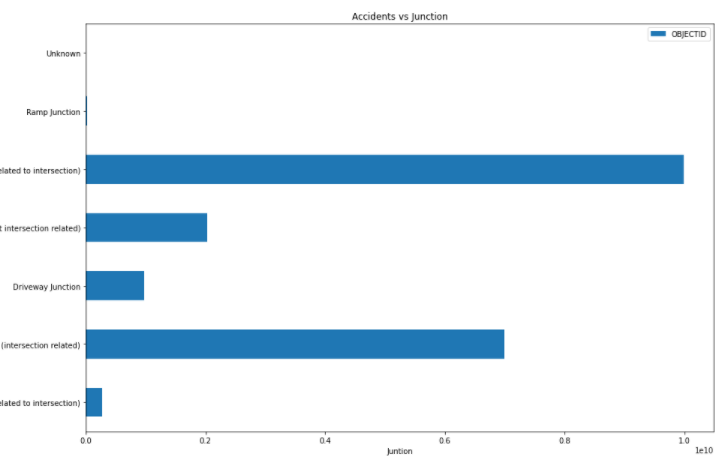 Accidents vs Junction
OBJECTID
Unknown
Ramp Junction
elated to intersection)
t intersection related)
Driveway Junction
(intersection related)
elated to intersection)
0.0 0.2 0.4 0.6 0.8 1.0
1e10
Juntion